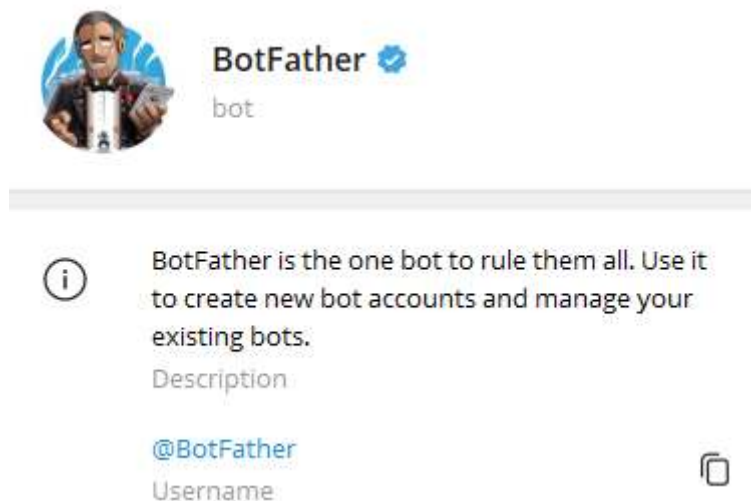 BotFather
bot
BotFather is the one bot to rule them all. Use it
to create new bot accounts and manage your
existing bots.
Description
@BotFather
Username